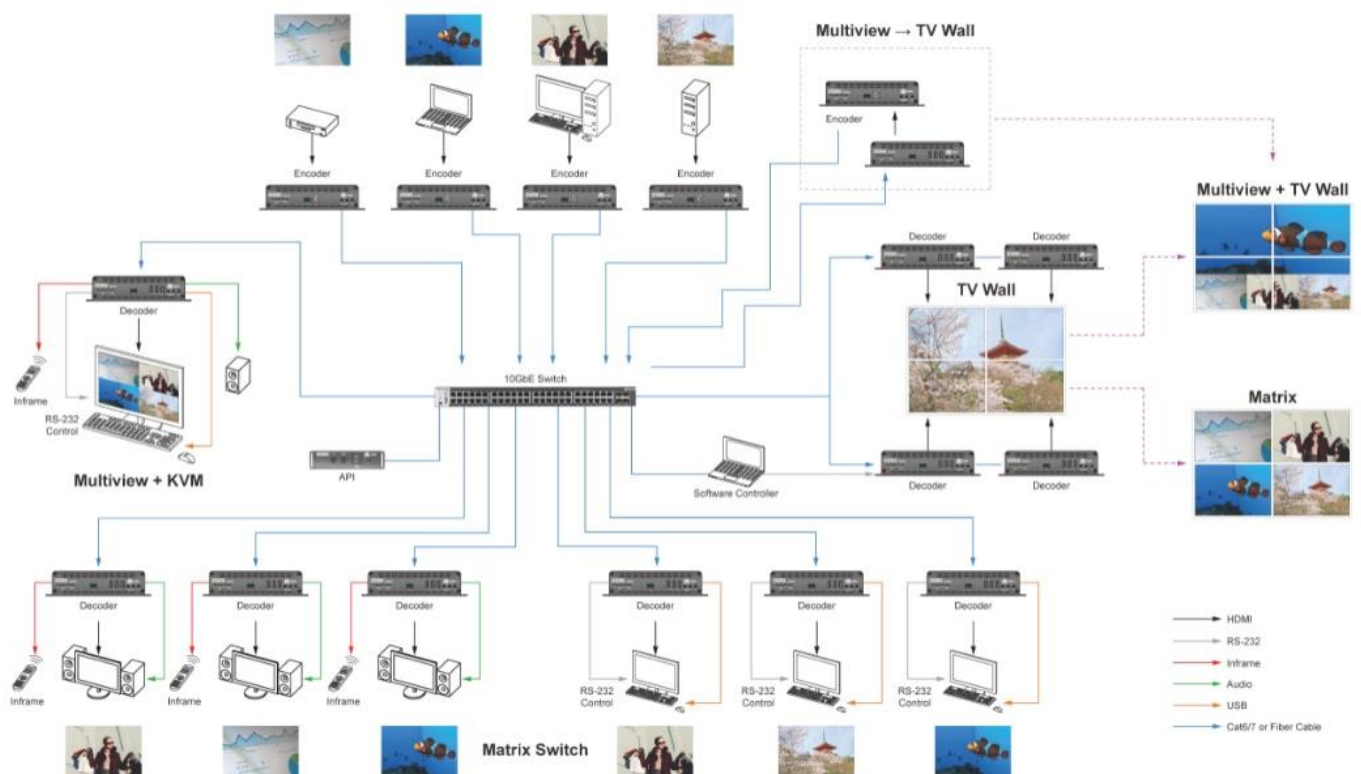 Multiview → TV Wall
Encoder
Encoder
Encoder
Encoder
Encoder
Multiview + TV Wall
Decoder
Decoder
Decoder
TV Wall
10GbE Switch
Inframe
RS-232
Control
Matrix
Multiview + KVM
API
Software Controller
Decoder
Decoder
Decoder
Decoder
Decoder
Decoder
Decoder
Decoder
HDMI
RS-232
Inframe
Inframe
Inframe
Inframe
RS-232
Control
RS-232
Control
RS-232
Control
Audio
USB
Cat6/7 or Fiber Cable
Matrix Switch